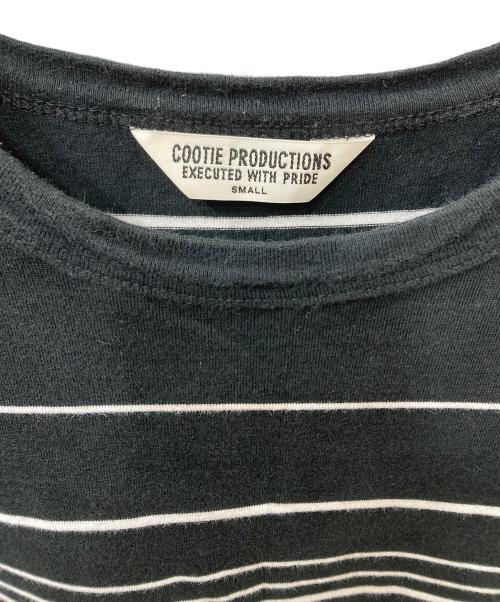 COOTIE PRODUCTIONS
EXECUTED WITH PRIDE
SMALL